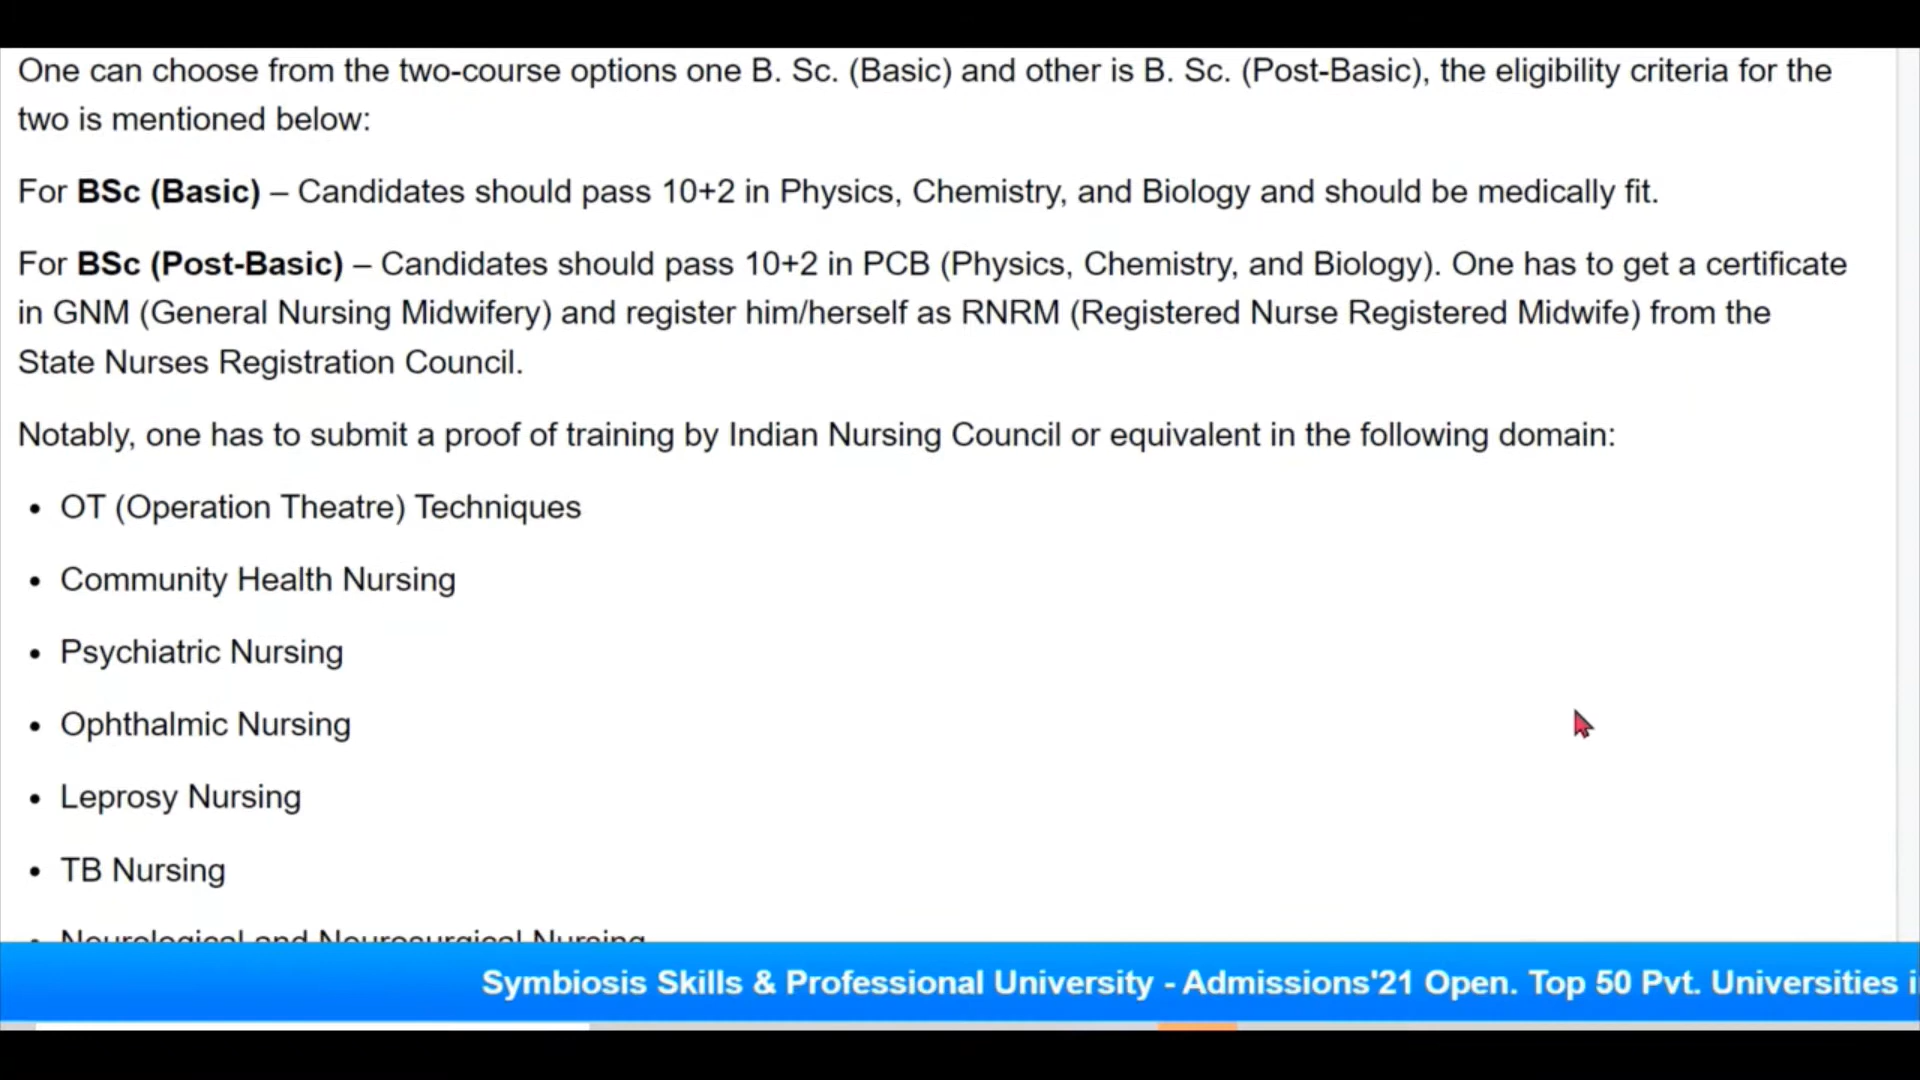 One can choose from the two-course options one B. Sc. (Basic) and other is B. Sc. (Post-Basic), the eligibility criteria for the
two is mentioned below:
For BSc (Basic) – Candidates should pass 10+2 in Physics, Chemistry, and Biology and should be medically fit.
For BSc (Post-Basic) – Candidates should pass 10+2 in PCB (Physics, Chemistry, and Biology). One has to get a certificate
in GNM (General Nursing Midwifery) and register him/herself as RNRM (Registered Nurse Registered Midwife) from the
State Nurses Registration Council.
Notably, one has to submit a proof of training by Indian Nursing Council or equivalent in the following domain:
• OT (Operation Theatre) Techniques
• Community Health Nursing
• Psychiatric Nursing
• Ophthalmic Nursing
• Leprosy Nursing
• TB Nursing
• Neurological and Neurosurgical Nursing
Symbiosis Skills & Professional University - Admissions'21 Open. Top 50 Pvt. Universities